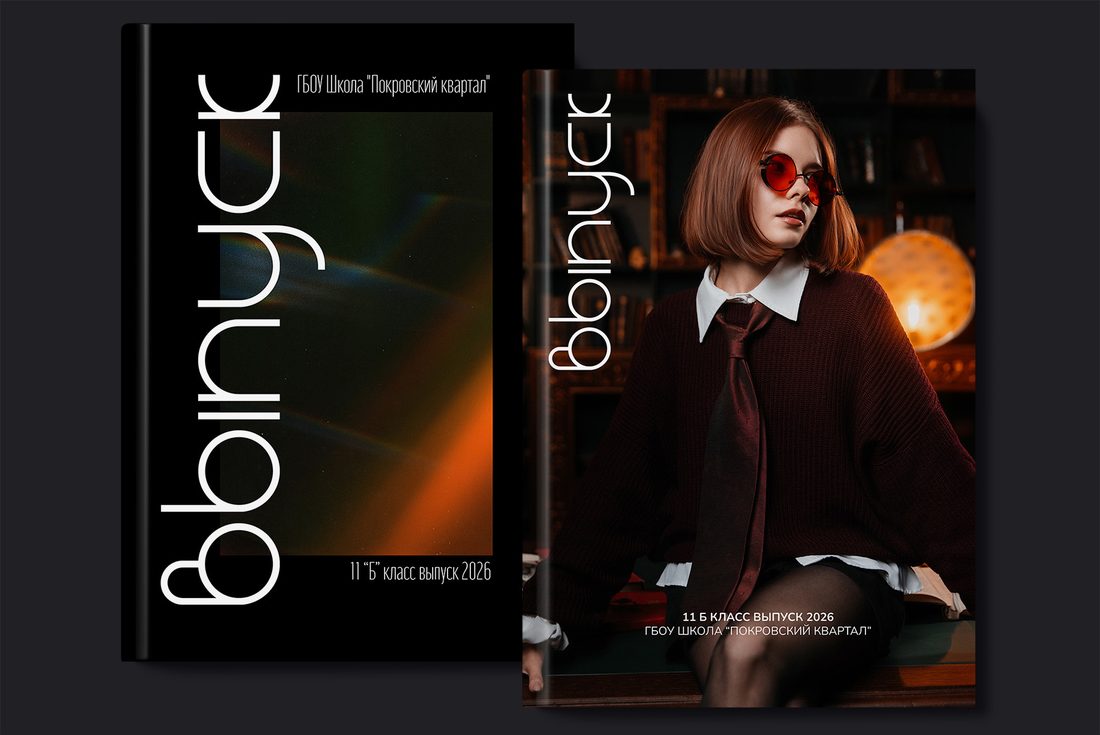 выпуск
ГБОУ Школа "Покровский квартал"
11 “Б” класс выпуск 2026
выпуск
11 Б КЛАСС ВЫПУСК 2026
ГБОУ ШКОЛА “ПОКРОВСКИЙ КВАРТАЛ”